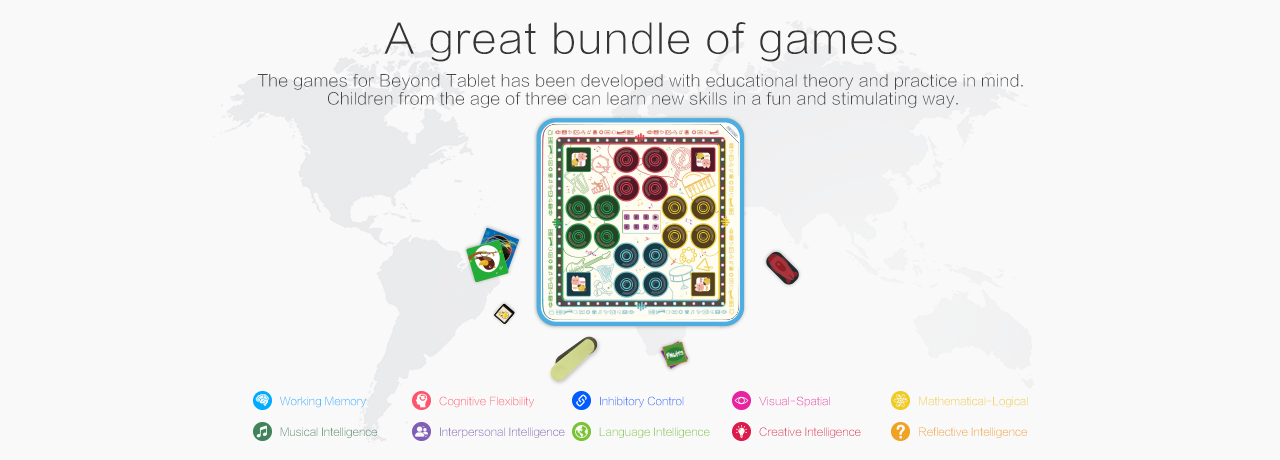 A great bundle of games
The games for Beyond Tablet has been developed with educational theory and practice in mind.
Children from the age of three can learn new skills in a fun and stimulating way.
Working Memory
Cognitive Flexibility
Inhibitory Control
Visual-Spatial
Mathematical-Logical
Musical Intelligence
Interpersonal Intelligence
Language Intelligence
Creative Intelligence
Reflective Intelligence